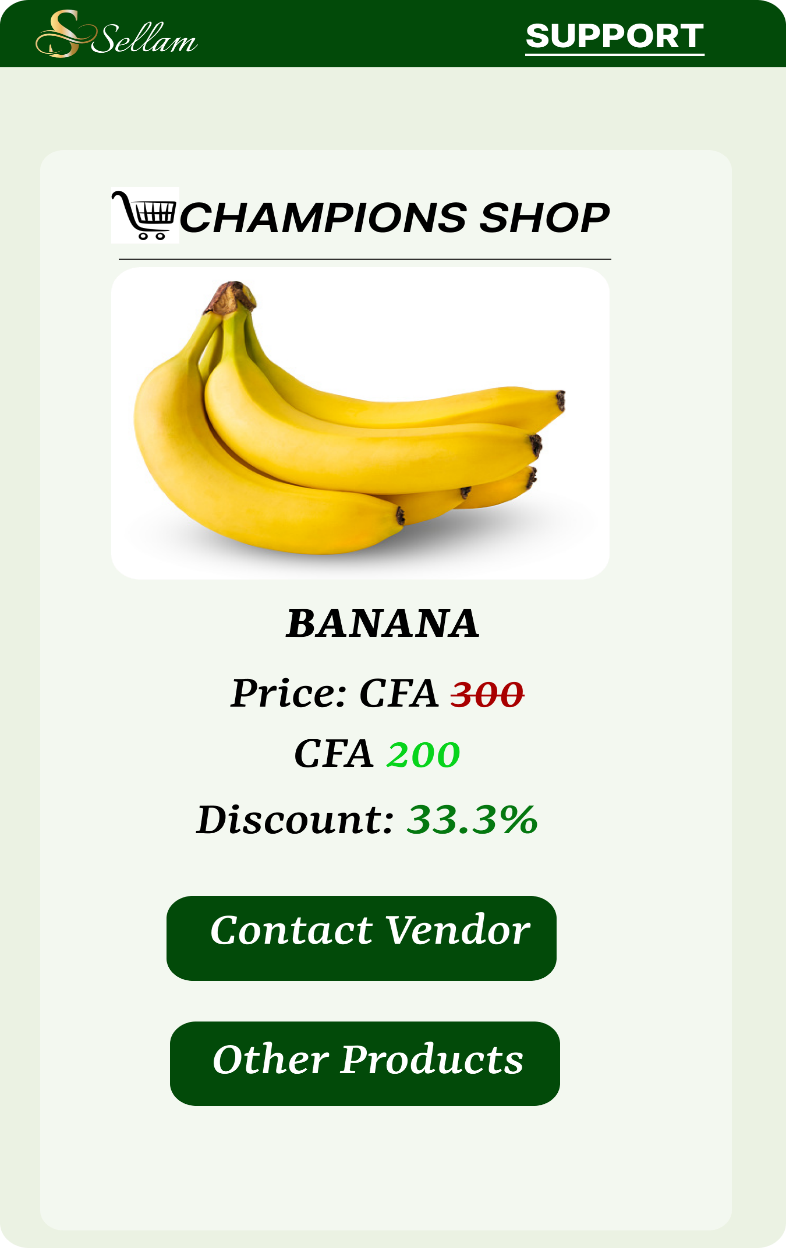 Sellam
SUPPORT
CHAMPIONS SHOP
BANANA
Price: CFA 300
CFA 200
Discount: 33.3%
Contact Vendor
Other Products